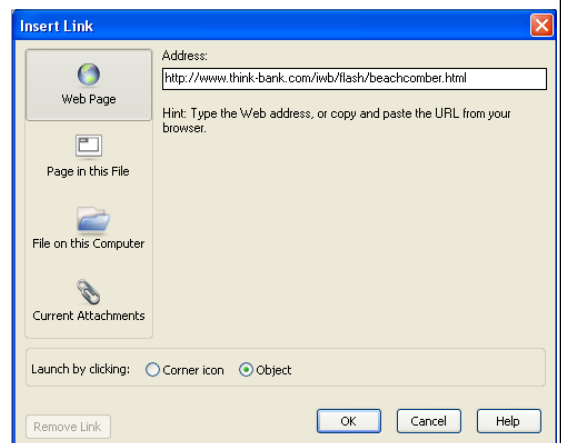 Insert Link
Web Page
Page in this File
File on this Computer
Current Attachments
Address:
http://www.think-bank.com/iwb/flash/beachcomber.html
Hint: Type the Web address, or copy and paste the URL from your
browser.
Launch by clicking: Corner icon Object
Remove Link OK Cancel Help